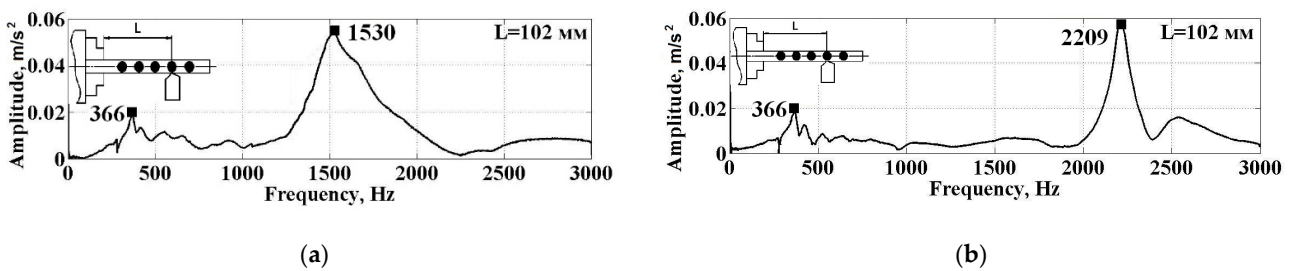 Amplitude, m/s²
0.06
0.04
0.02
0
L
1530
L=102 мм
366
0 500 1000 1500 2000 2500 3000
Frequency, Hz
(a)
Amplitude, m/s²
0.06
0.04
0.02
0
L
2209
L=102 мм
366
0 500 1000 1500 2000 2500 3000
Frequency, Hz
(b)